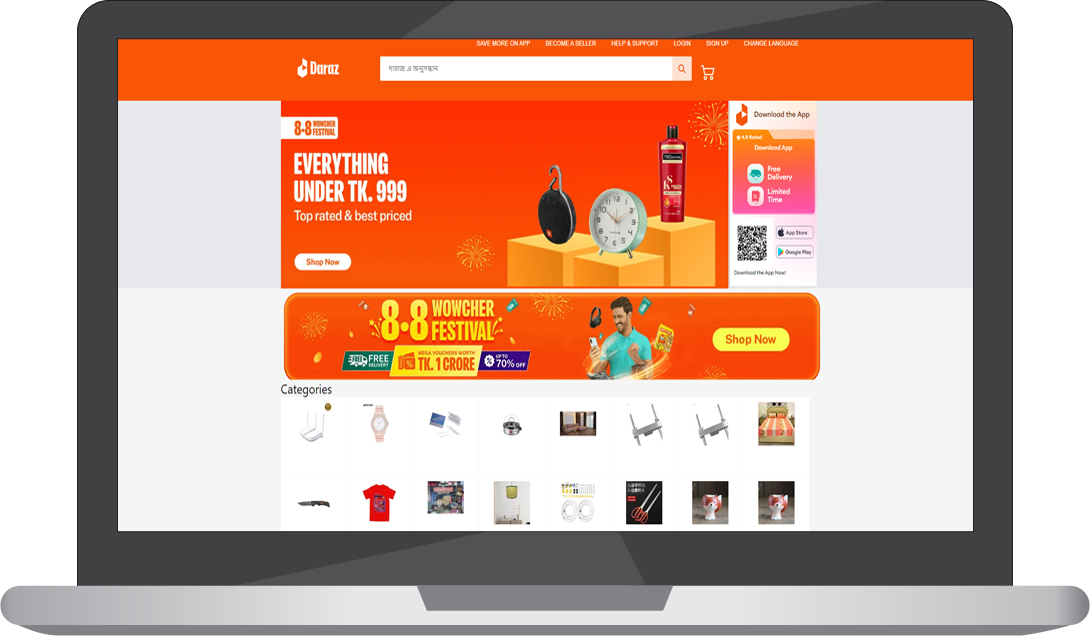 SAVE MORE ON APP BECOME A SELLER HELP & SUPPORT LOGIN SIGN UP CHANGE LANGUAGE
Daraz
দারাজ এ অনুসন্ধান
8.8 WOWCHER
FESTIVAL
EVERYTHING
UNDER TK. 999
Top rated & best priced
Shop Now
Download the App
4.8 Rated
Download App
Free
Delivery
Limited
Time
App Store
Google Play
Download the App Now!
8.8 WOWCHER
FESTIVAL
FREE
DELIVERY
MEGA VOUCHERS WORTH
TK. 1 CRORE
UP TO
70% OFF
Shop Now
Categories